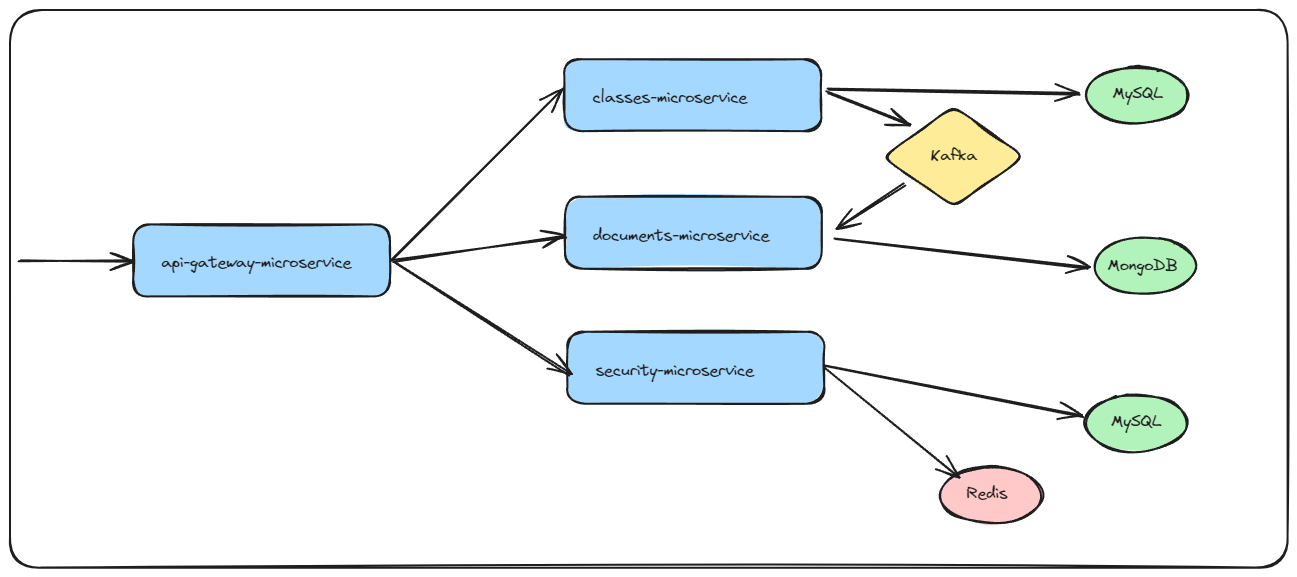 classes-microservice
MySQL
Kafka
documents-microservice
api-gateway-microservice
MongoDB
security-microservice
MySQL
Redis